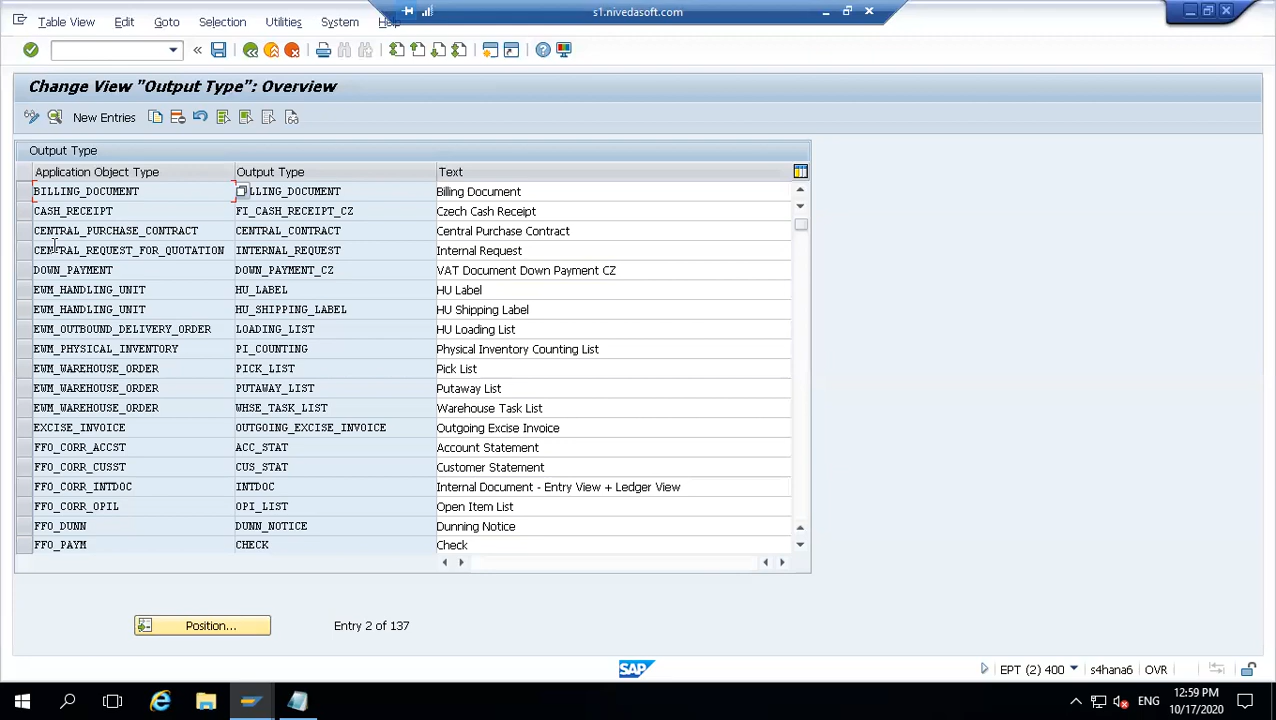 s1.nivedasoft.com
Table View Edit Goto Selection Utilities System Help
Change View "Output Type": Overview
New Entries
Output Type
Application Object Type Output Type Text
BILLING_DOCUMENT LLING_DOCUMENT Billing Document
CASH_RECEIPT FI_CASH_RECEIPT_CZ Czech Cash Receipt
CENTRAL_PURCHASE_CONTRACT CENTRAL_CONTRACT Central Purchase Contract
CENTRAL_REQUEST_FOR_QUOTATION INTERNAL_REQUEST Internal Request
DOWN_PAYMENT DOWN_PAYMENT_CZ VAT Document Down Payment CZ
EWM_HANDLING_UNIT HU_LABEL HU Label
EWM_HANDLING_UNIT HU_SHIPPING_LABEL HU Shipping Label
EWM_OUTBOUND_DELIVERY_ORDER LOADING_LIST HU Loading List
EWM_PHYSICAL_INVENTORY PI_COUNTING Physical Inventory Counting List
EWM_WAREHOUSE_ORDER PICK_LIST Pick List
EWM_WAREHOUSE_ORDER PUTAWAY_LIST Putaway List
EWM_WAREHOUSE_ORDER WHSE_TASK_LIST Warehouse Task List
EXCISE_INVOICE OUTGOING_EXCISE_INVOICE Outgoing Excise Invoice
FFO_CORR_ACCST ACC_STAT Account Statement
FFO_CORR_CUSST CUS_STAT Customer Statement
FFO_CORR_INTDOC INTDOC Internal Document - Entry View + Ledger View
FFO_CORR_OPIL OPI_LIST Open Item List
FFO_DUNN DUNN_NOTICE Dunning Notice
FFO_PAYM CHECK Check
Position... Entry 2 of 137
SAP EPT (2) 400 s4hana6 OVR
ENG 12:59 PM
10/17/2020